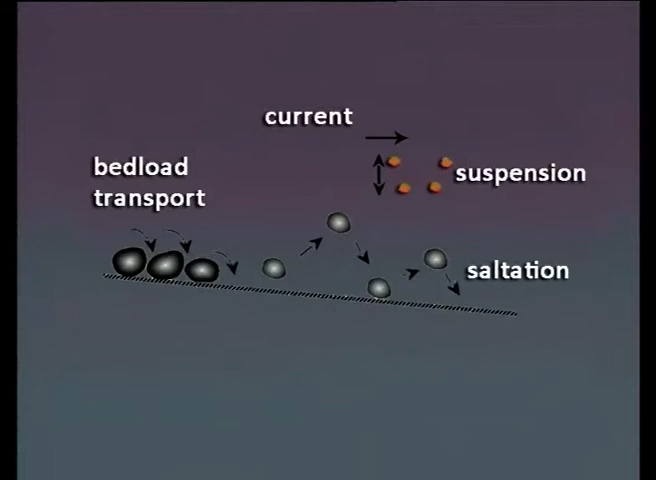 current
bedload
transport
suspension
saltation